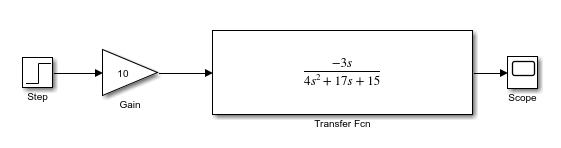 Step
10
Gain
-3s
4s² + 17s + 15
Transfer Fcn
Scope